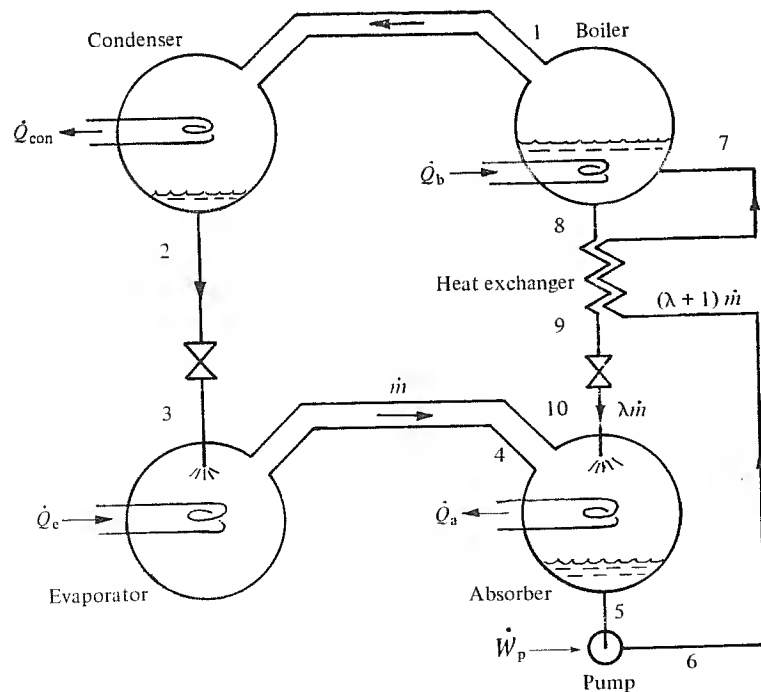 Condenser
1
Boiler
Q̇con
7
Q̇b
8
2
Heat exchanger
(λ + 1) ṁ
9
ṁ
3
10
λṁ
4
Q̇e
Q̇a
Evaporator
Absorber
5
Ẇp
6
Pump